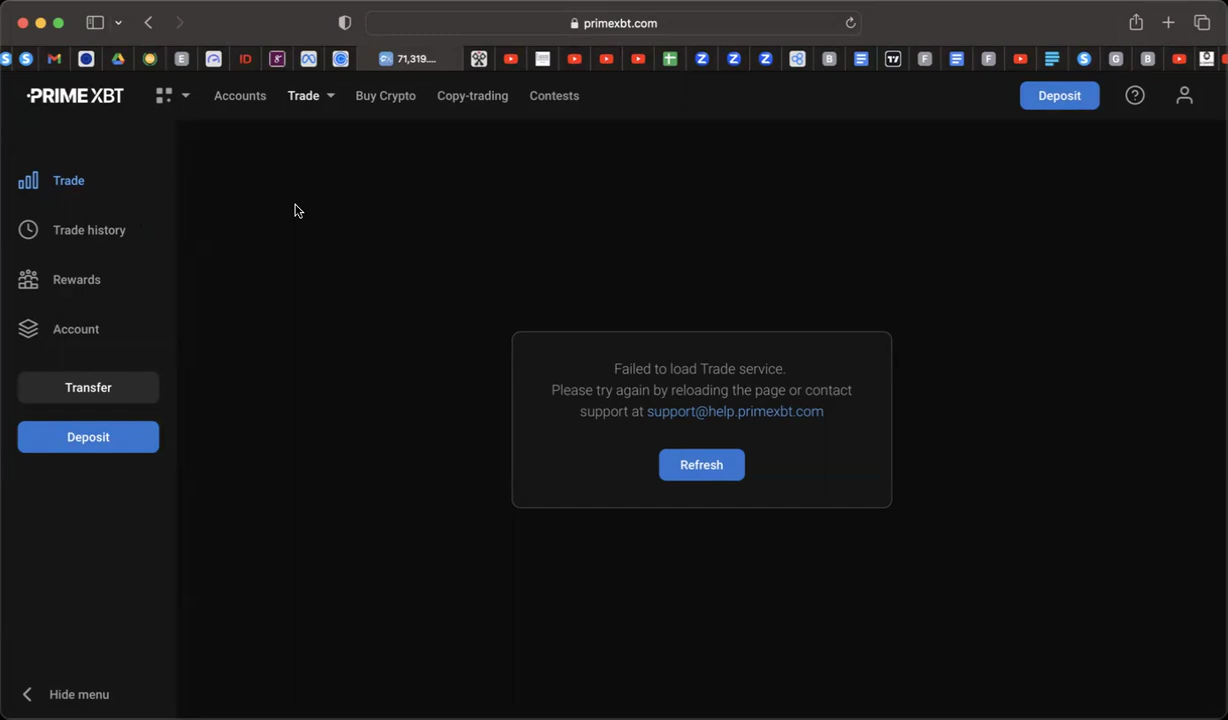 primexbt.com
ID
71,319....
E
Z
Z
Z
B
17
F
F
G
B
PRIME XBT
Accounts
Trade
Buy Crypto
Copy-trading
Contests
Deposit
Trade
Trade history
Rewards
Account
Transfer
Deposit
Failed to load Trade service.
Please try again by reloading the page or contact
support at support@help.primexbt.com
Refresh
Hide menu